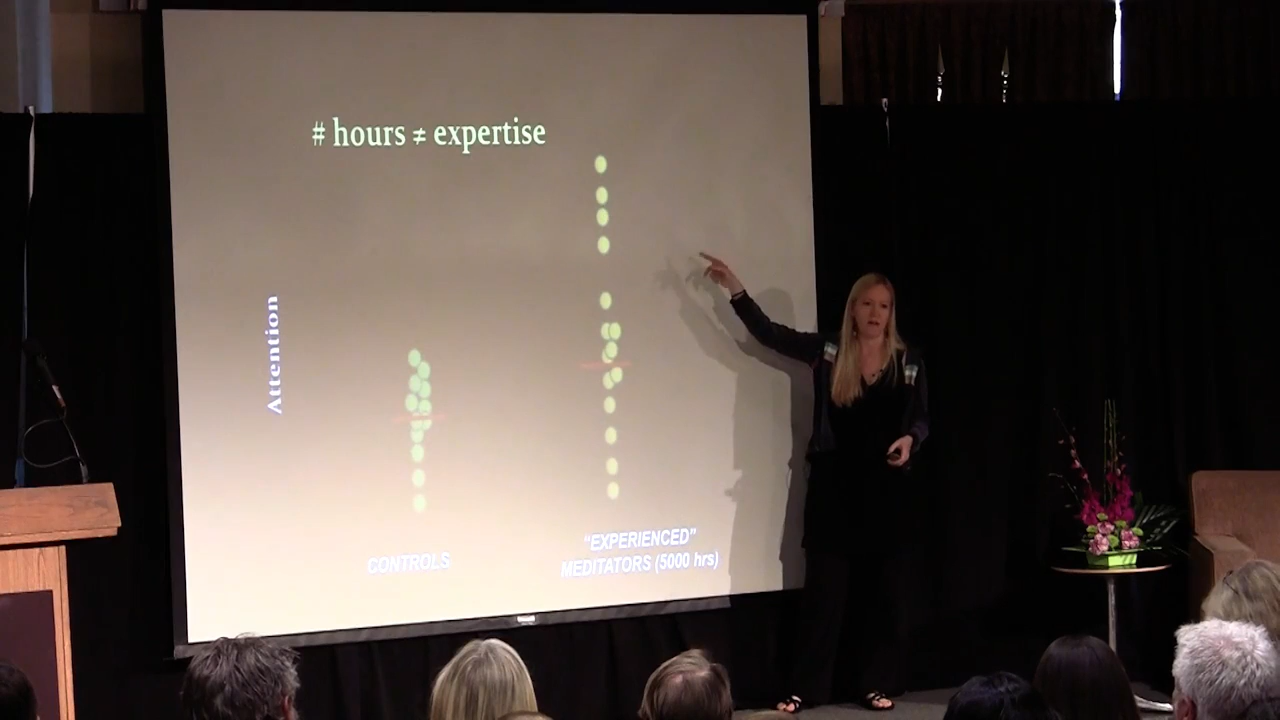 # hours ≠ expertise
Attention
CONTROLS
“EXPERIENCED”
MEDITATORS (5000 hrs)